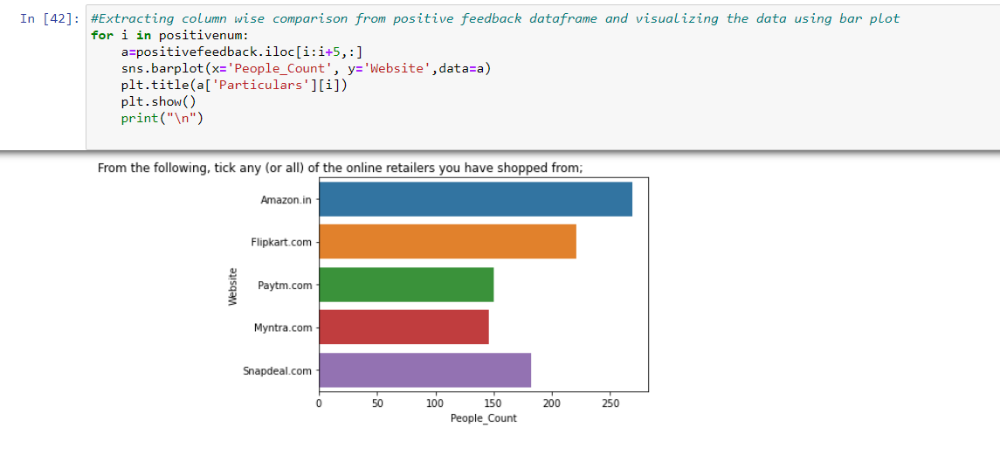 In [42]: #Extracting column wise comparison from positive feedback dataframe and visualizing the data using bar plot
for i in positivenum:
    a=positivefeedback.iloc[i:i+5,:]
    sns.barplot(x='People_Count', y='Website',data=a)
    plt.title(a['Particulars'][i])
    plt.show()
    print("\n")
From the following, tick any (or all) of the online retailers you have shopped from;
Amazon.in
Flipkart.com
Paytm.com
Myntra.com
Snapdeal.com
Website
0 50 100 150 200 250
People_Count